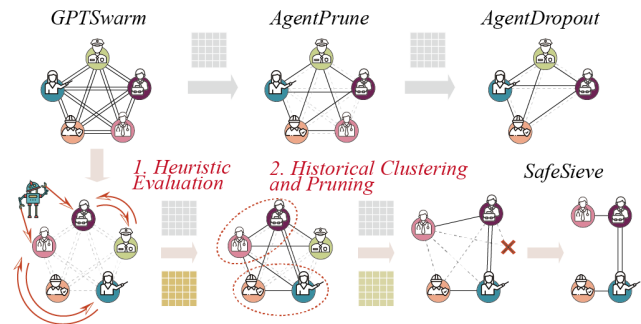 GPTSwarm
AgentPrune
AgentDropout
1. Heuristic
Evaluation
2. Historical Clustering
and Pruning
SafeSieve